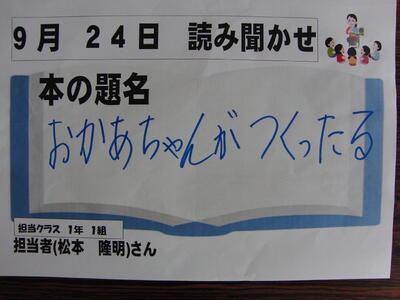 9月 24日 読み聞かせ
本の題名
おかあちゃんがつくったる
担当クラス 1年 1組
担当者(松本 隆明)さん